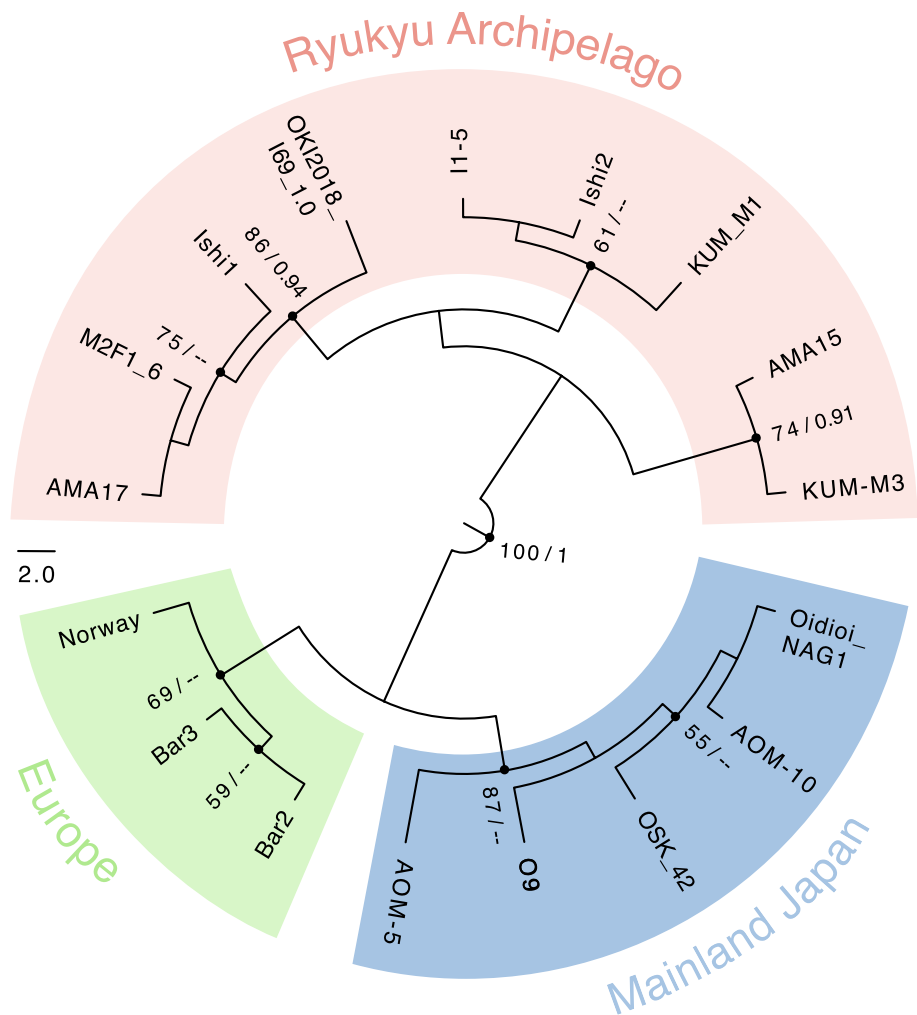 Ryukyu Archipelago
OKI2018_
I69_1.0
I1-5
Ishi2
61 / --
KUM_M1
86 / 0.94
Ishi1
75 / --
M2F1_6
AMA17
AMA15
74 / 0.91
KUM-M3
100 / 1
2.0
Norway
69 / --
Bar3
59 / --
Bar2
Europe
Oidioi_
NAG1
AOM-10
55 / --
OSK_42
O9
87 / --
AOM-5
Mainland Japan